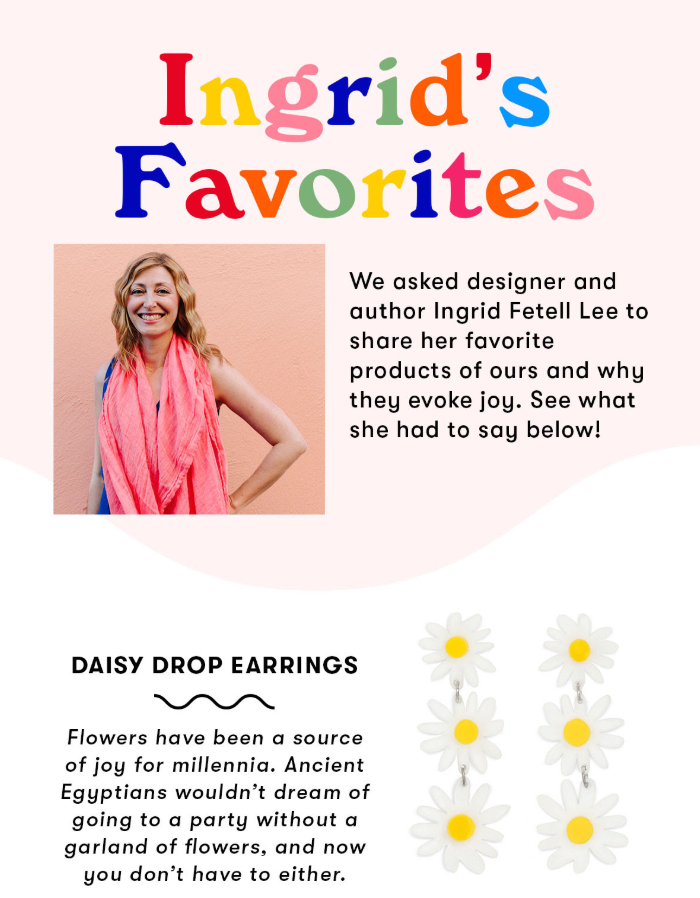 Ingrid’s
Favorites
We asked designer and
author Ingrid Fetell Lee to
share her favorite
products of ours and why
they evoke joy. See what
she had to say below!
DAISY DROP EARRINGS
Flowers have been a source
of joy for millennia. Ancient
Egyptians wouldn’t dream of
going to a party without a
garland of flowers, and now
you don’t have to either.